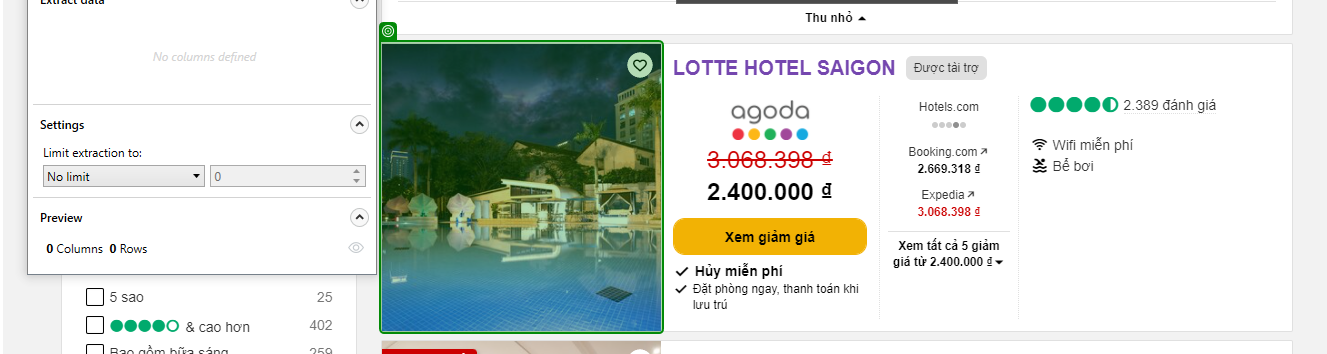 Extract data
No columns defined
Settings
Limit extraction to:
No limit
0
Preview
0 Columns 0 Rows
5 sao 25
& cao hơn 402
Bao gồm bữa sáng 259
Thu nhỏ
LOTTE HOTEL SAIGON
Được tài trợ
agoda
3.068.398 ₫
2.400.000 ₫
Xem giảm giá
Hủy miễn phí
Đặt phòng ngay, thanh toán khi
lưu trú
Hotels.com
Booking.com
2.669.318 ₫
Expedia
3.068.398 ₫
Xem tất cả 5 giảm
giá từ 2.400.000 ₫
2.389 đánh giá
Wifi miễn phí
Bể bơi